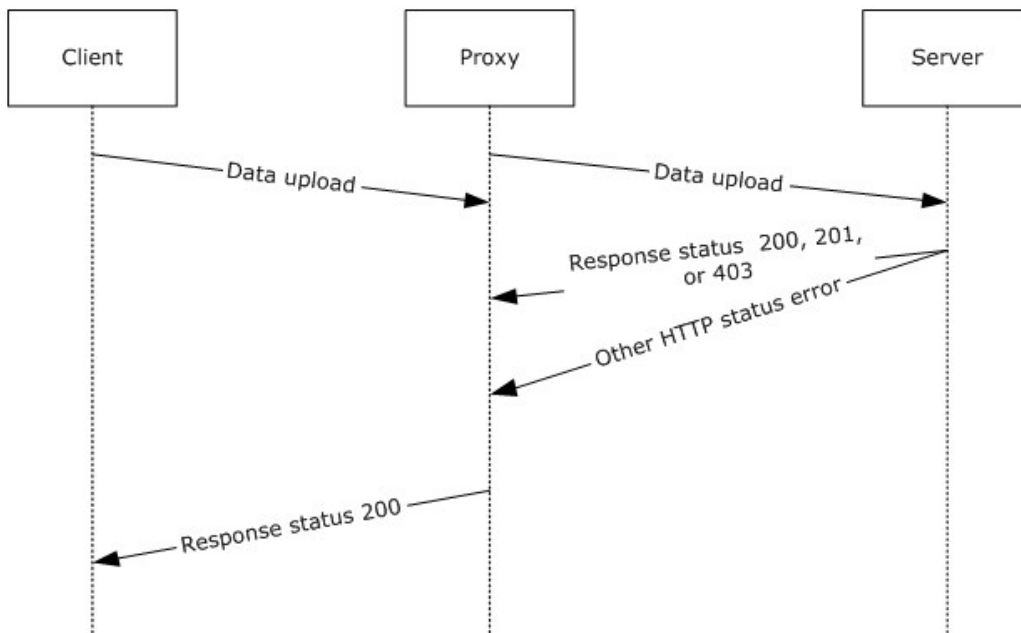 Client
Proxy
Server
Data upload
Data upload
Response status 200, 201,
or 403
Other HTTP status error
Response status 200